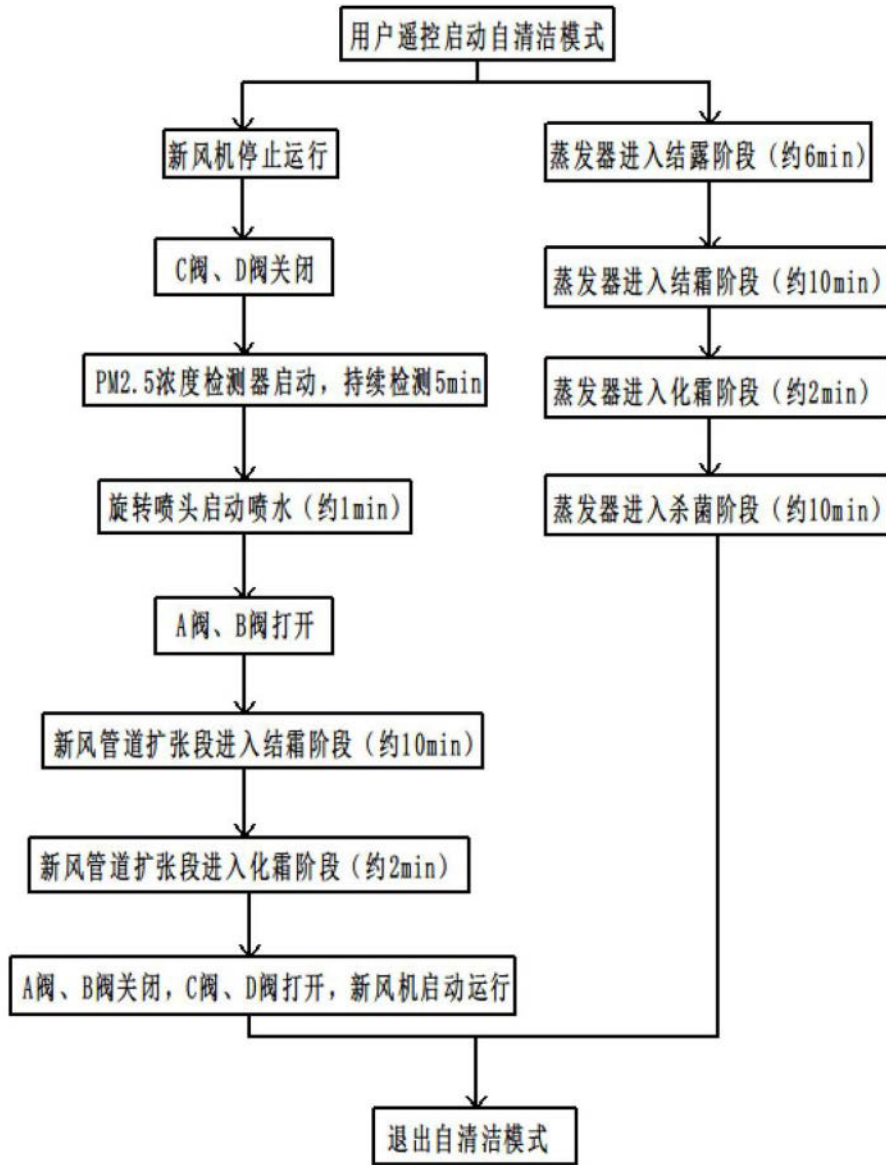 用户遥控启动自清洁模式
新风机停止运行
C阀、D阀关闭
PM2.5浓度检测器启动，持续检测5min
旋转喷头启动喷水（约1min）
A阀、B阀打开
新风管道扩张段进入结霜阶段（约10min）
新风管道扩张段进入化霜阶段（约2min）
A阀、B阀关闭，C阀、D阀打开，新风机启动运行
蒸发器进入结露阶段（约6min）
蒸发器进入结霜阶段（约10min）
蒸发器进入化霜阶段（约2min）
蒸发器进入杀菌阶段（约10min）
退出自清洁模式